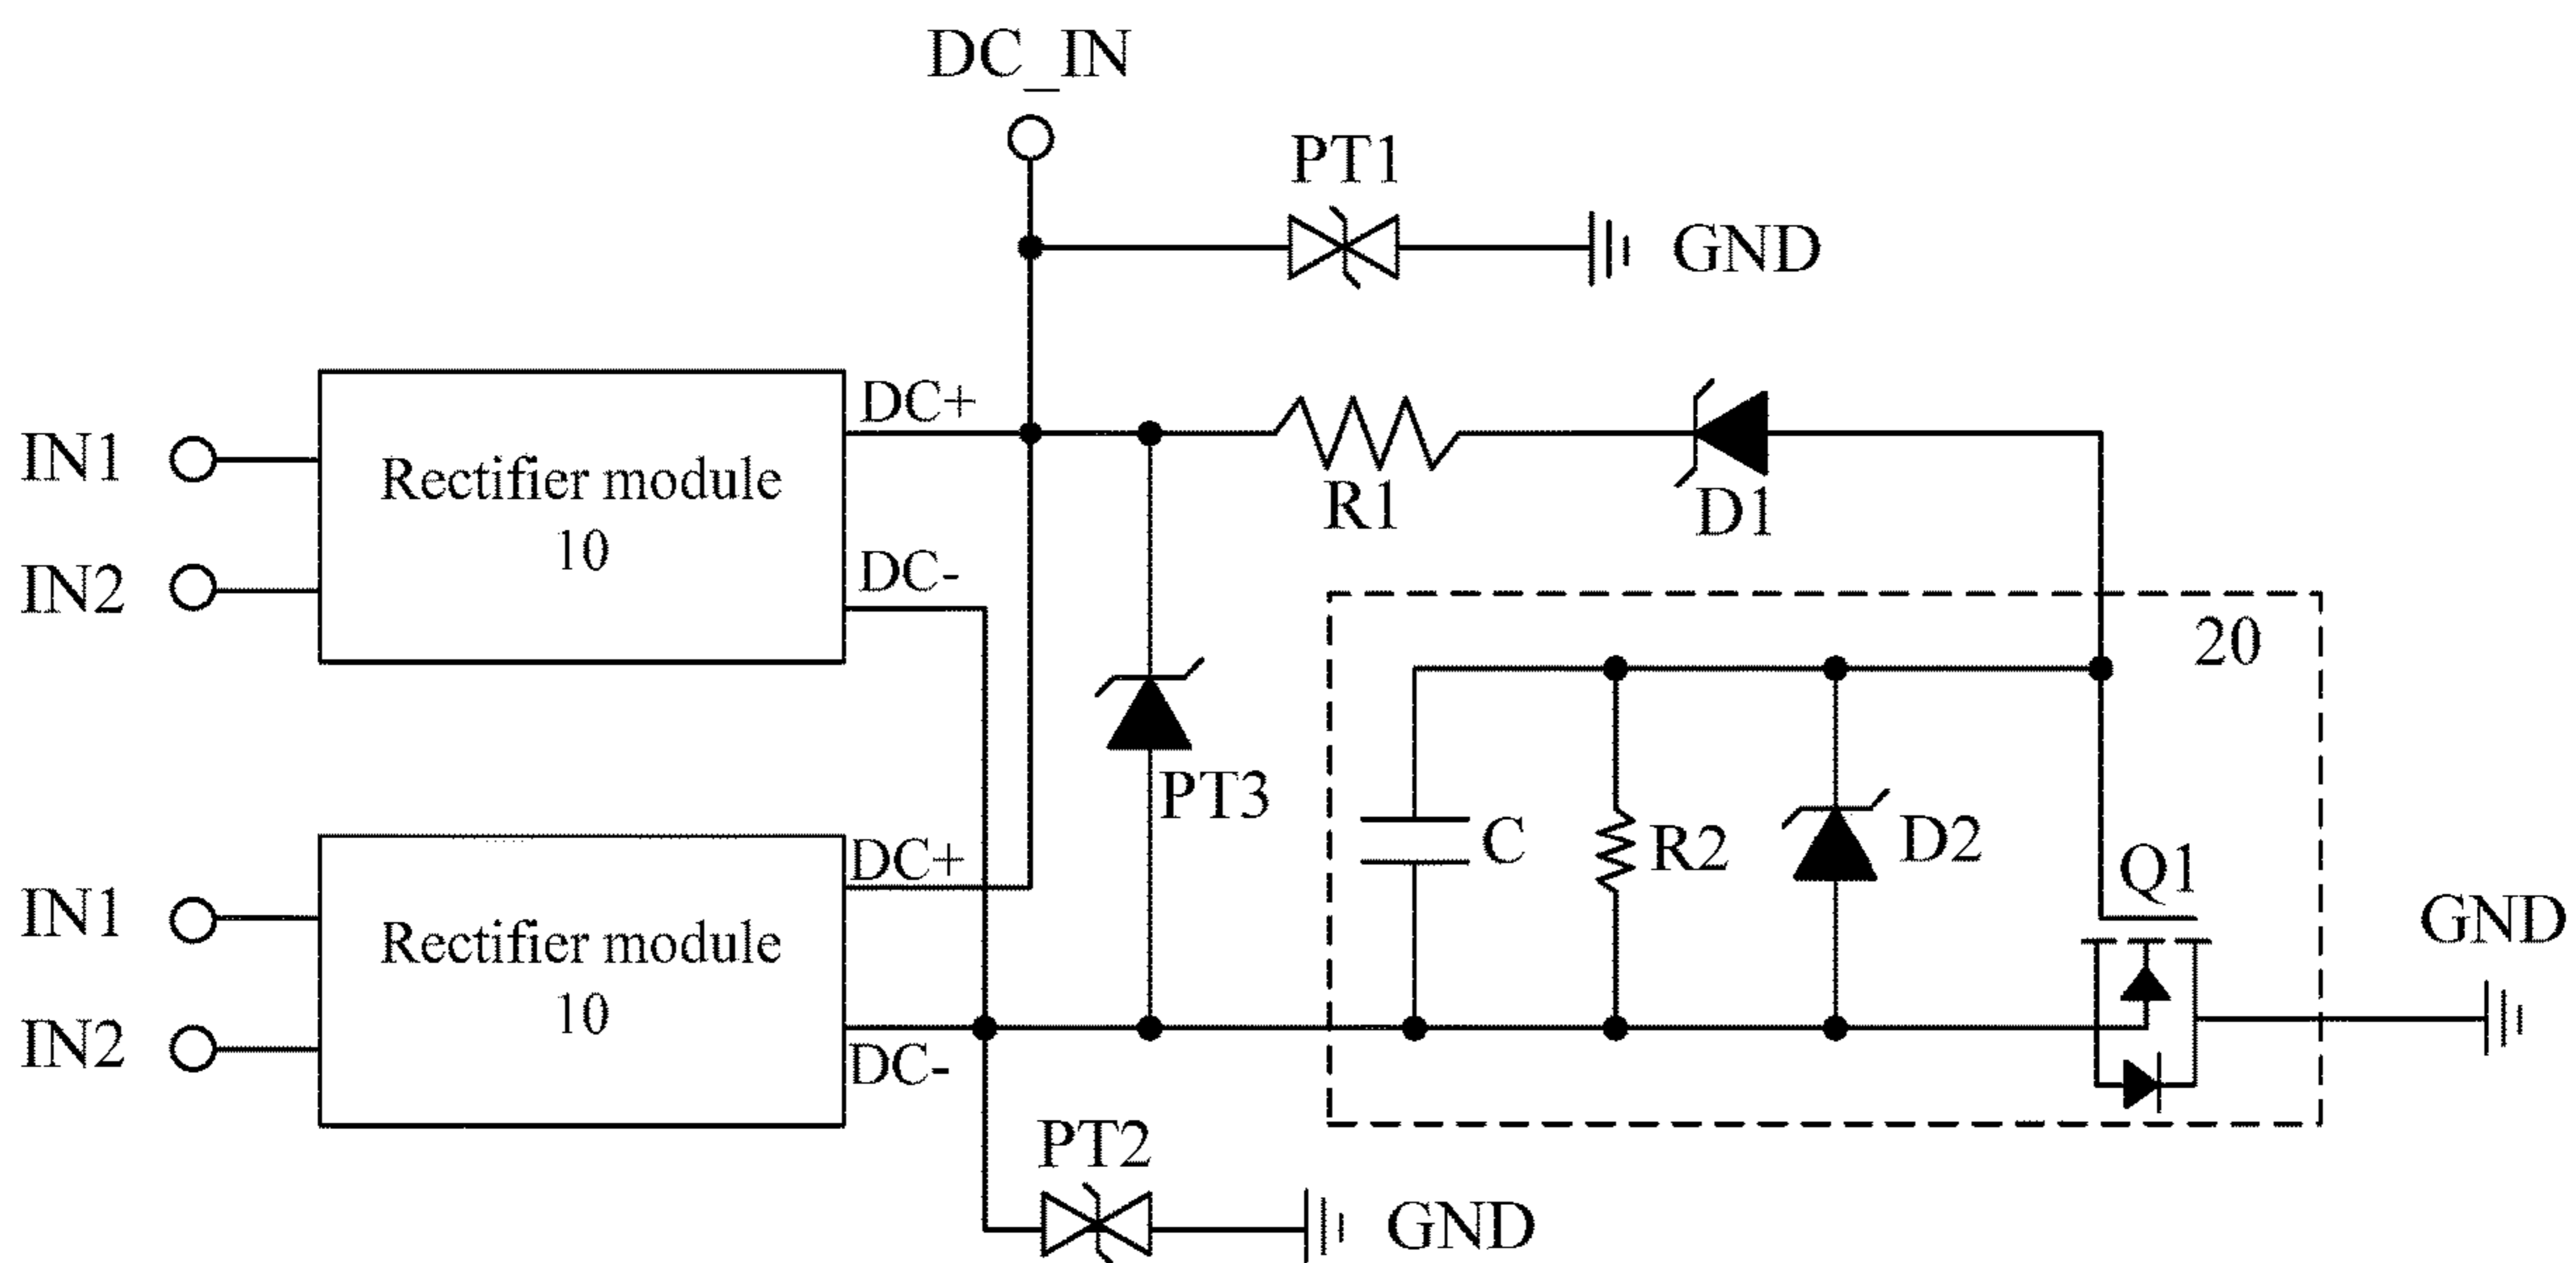 DC_IN
PT1
GND
DC+
IN1
Rectifier module
10
R1
D1
IN2
DC-
20
PT3
C
R2
D2
Q1
DC+
IN1
Rectifier module
10
GND
IN2
DC-
PT2
GND